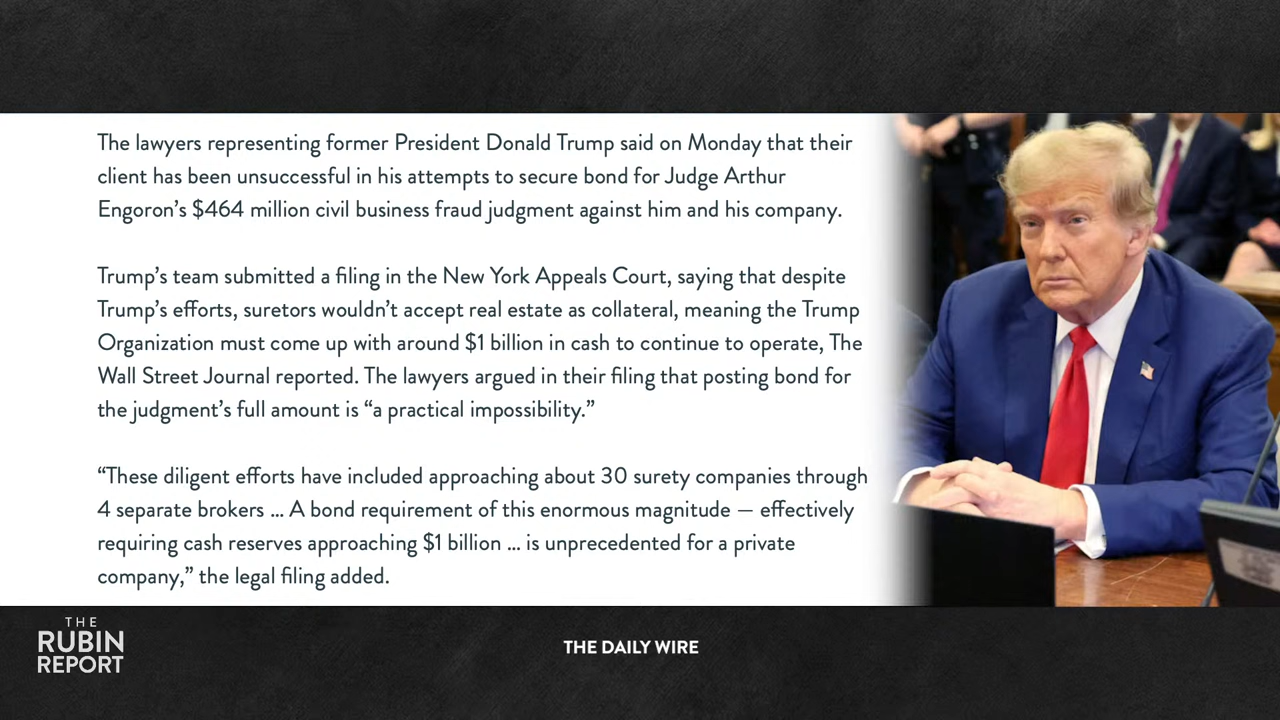 The lawyers representing former President Donald Trump said on Monday that their
client has been unsuccessful in his attempts to secure bond for Judge Arthur
Engoron’s $464 million civil business fraud judgment against him and his company.
Trump’s team submitted a filing in the New York Appeals Court, saying that despite
Trump’s efforts, suretors wouldn’t accept real estate as collateral, meaning the Trump
Organization must come up with around $1 billion in cash to continue to operate, The
Wall Street Journal reported. The lawyers argued in their filing that posting bond for
the judgment’s full amount is “a practical impossibility.”
“These diligent efforts have included approaching about 30 surety companies through
4 separate brokers ... A bond requirement of this enormous magnitude — effectively
requiring cash reserves approaching $1 billion ... is unprecedented for a private
company,” the legal filing added.
THE
RUBIN
REPORT
THE DAILY WIRE